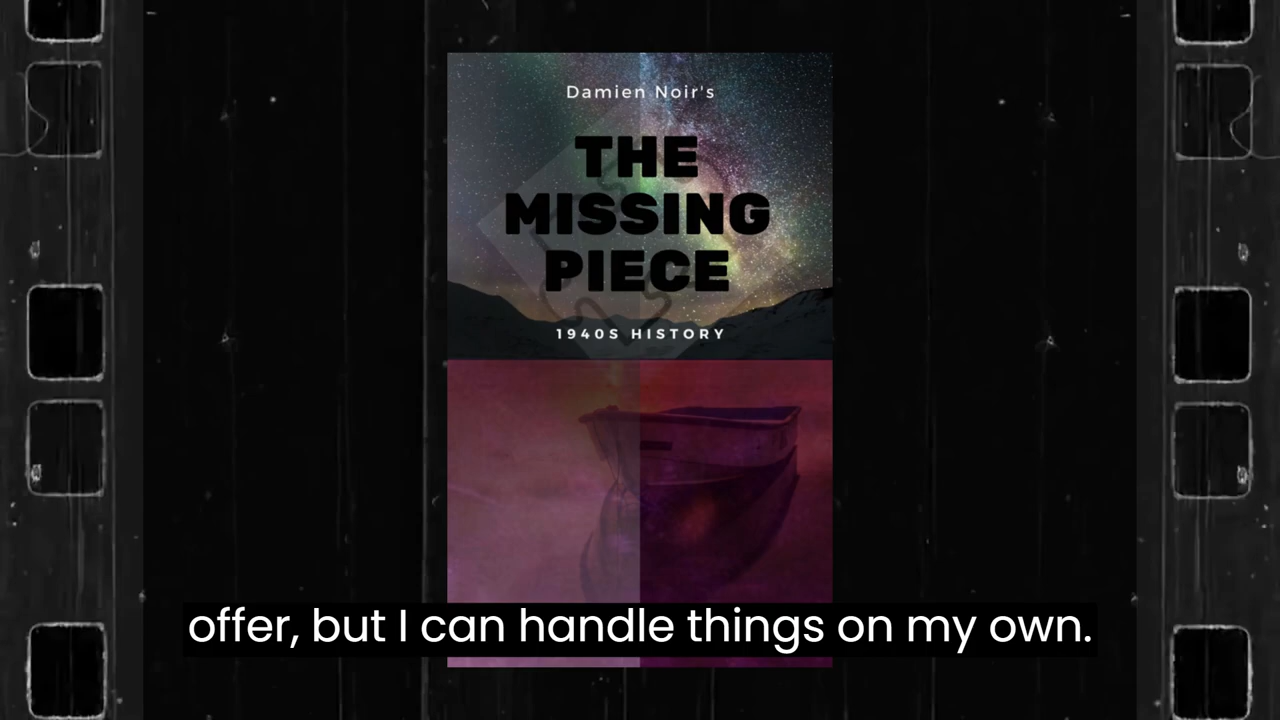 Damien Noir's
THE
MISSING
PIECE
1940S HISTORY
offer, but I can handle things on my own.